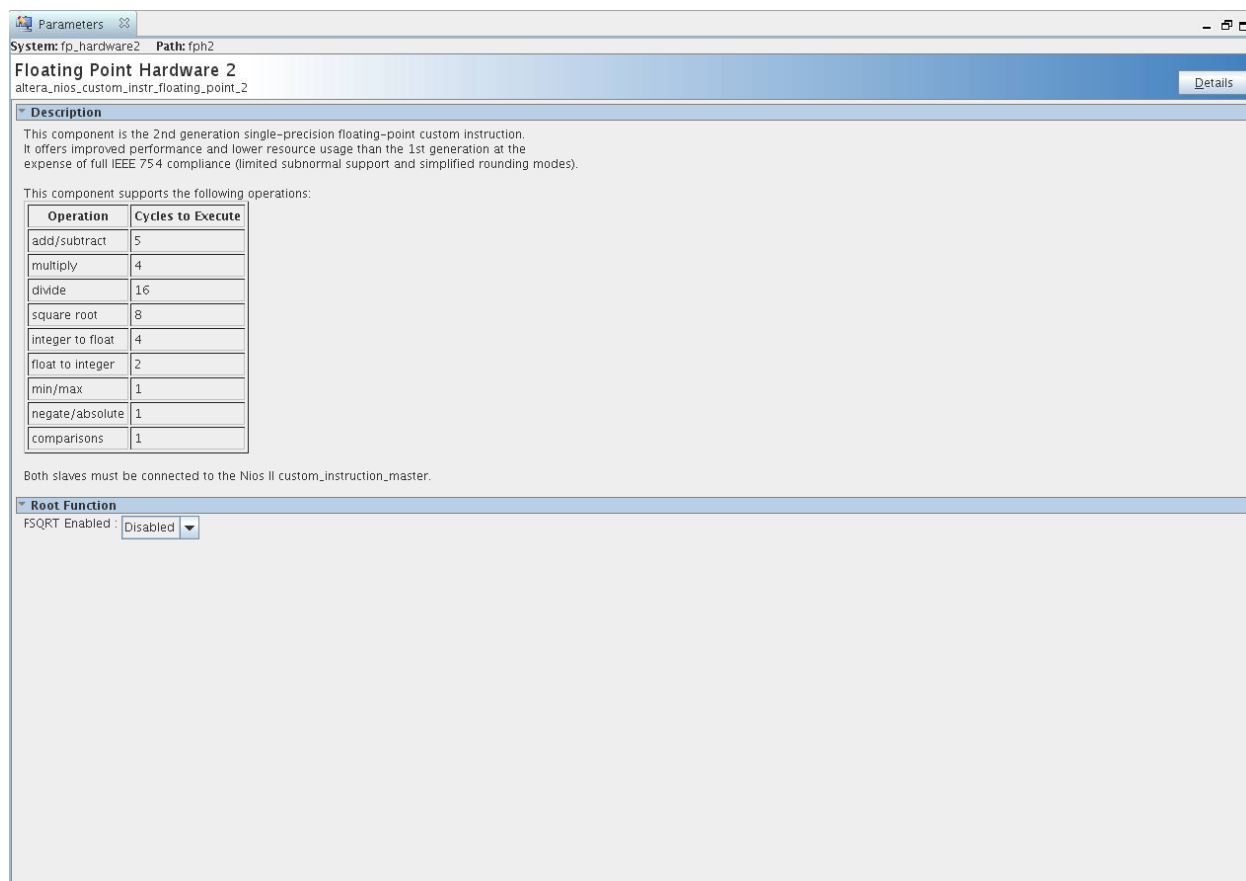 Parameters
System: fp_hardware2 Path: fph2
Floating Point Hardware 2
altera_nios_custom_instr_floating_point_2
Details
Description
This component is the 2nd generation single-precision floating-point custom instruction.
It offers improved performance and lower resource usage than the 1st generation at the
expense of full IEEE 754 compliance (limited subnormal support and simplified rounding modes).
This component supports the following operations:
Operation Cycles to Execute
add/subtract 5
multiply 4
divide 16
square root 8
integer to float 4
float to integer 2
min/max 1
negate/absolute 1
comparisons 1
Both slaves must be connected to the Nios II custom_instruction_master.
Root Function
FSQRT Enabled : Disabled